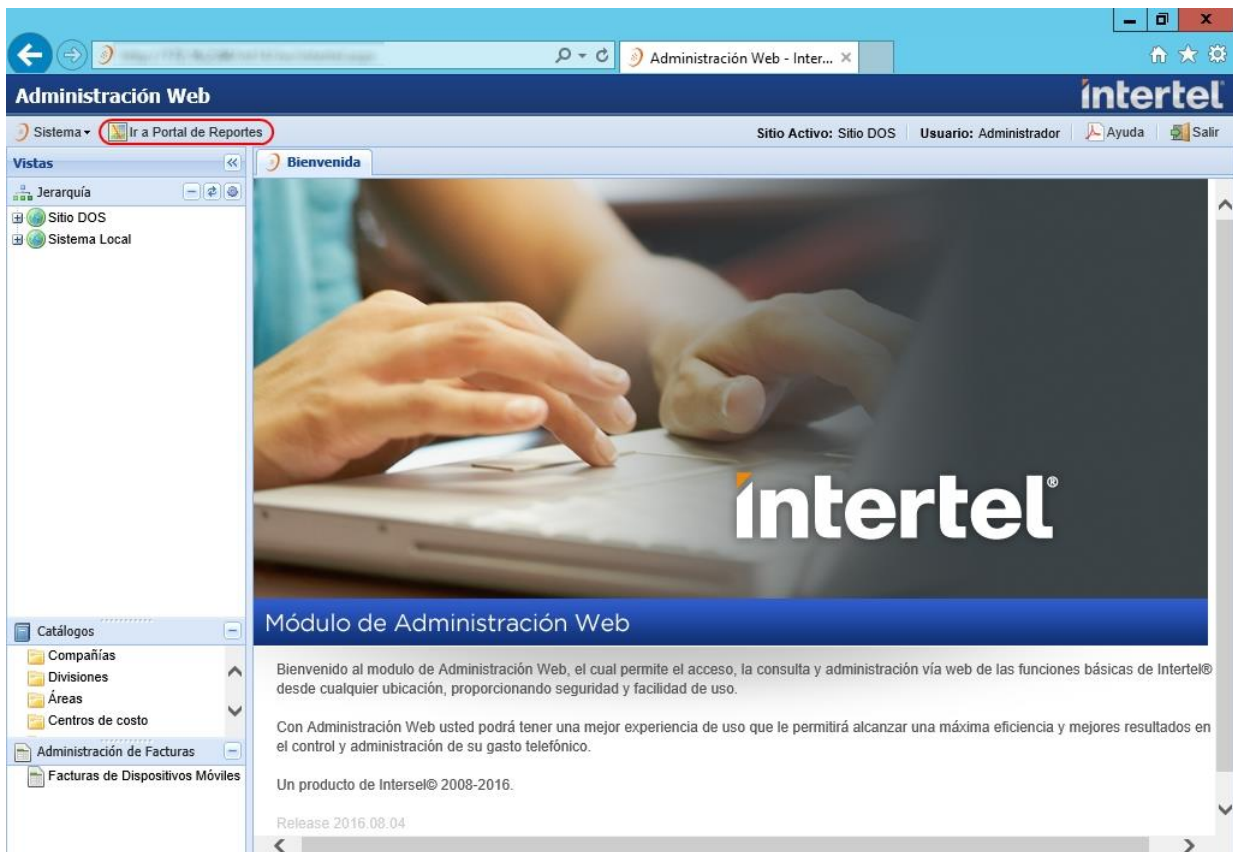 Administración Web - Inter...
Administración Web
intertel
Sistema
Ir a Portal de Reportes
Sitio Activo: Sitio DOS
Usuario: Administrador
Ayuda
Salir
Vistas
Bienvenida
Jerarquía
Sitio DOS
Sistema Local
intertel®
Módulo de Administración Web
Catálogos
Compañías
Divisiones
Áreas
Centros de costo
Administración de Facturas
Facturas de Dispositivos Móviles
Bienvenido al modulo de Administración Web, el cual permite el acceso, la consulta y administración vía web de las funciones básicas de Intertel®
desde cualquier ubicación, proporcionando seguridad y facilidad de uso.
Con Administración Web usted podrá tener una mejor experiencia de uso que le permitirá alcanzar una máxima eficiencia y mejores resultados en
el control y administración de su gasto telefónico.
Un producto de Intersel© 2008-2016.
Release 2016.08.04